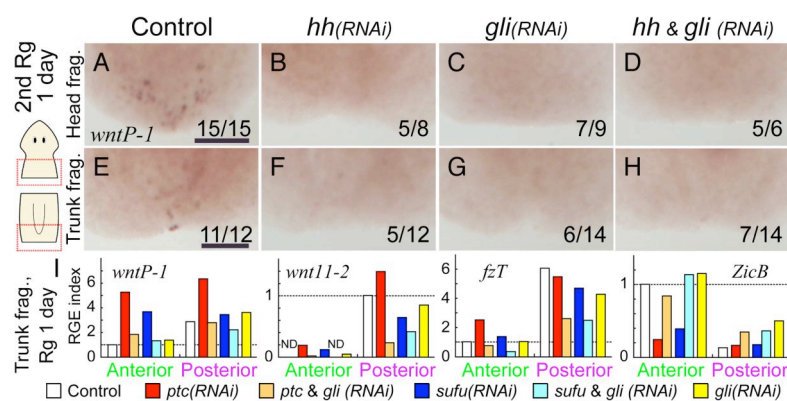 Control hh(RNAi) gli(RNAi) hh & gli (RNAi)
2nd Rg
1 day
Head frag.
A B C D
wntP-1 15/15 5/8 7/9 5/6
Trunk frag.
E F G H
11/12 5/12 6/14 7/14
Trunk frag.,
Rg 1 day
I
RGE index
wntP-1 wnt11-2 fzT ZicB
6
4
2
0
1
0
ND ND
6
4
2
0
1
0
Anterior Posterior Anterior Posterior Anterior Posterior Anterior Posterior
Control ptc(RNAi) ptc & gli (RNAi) sufu(RNAi) sufu & gli (RNAi) gli(RNAi)